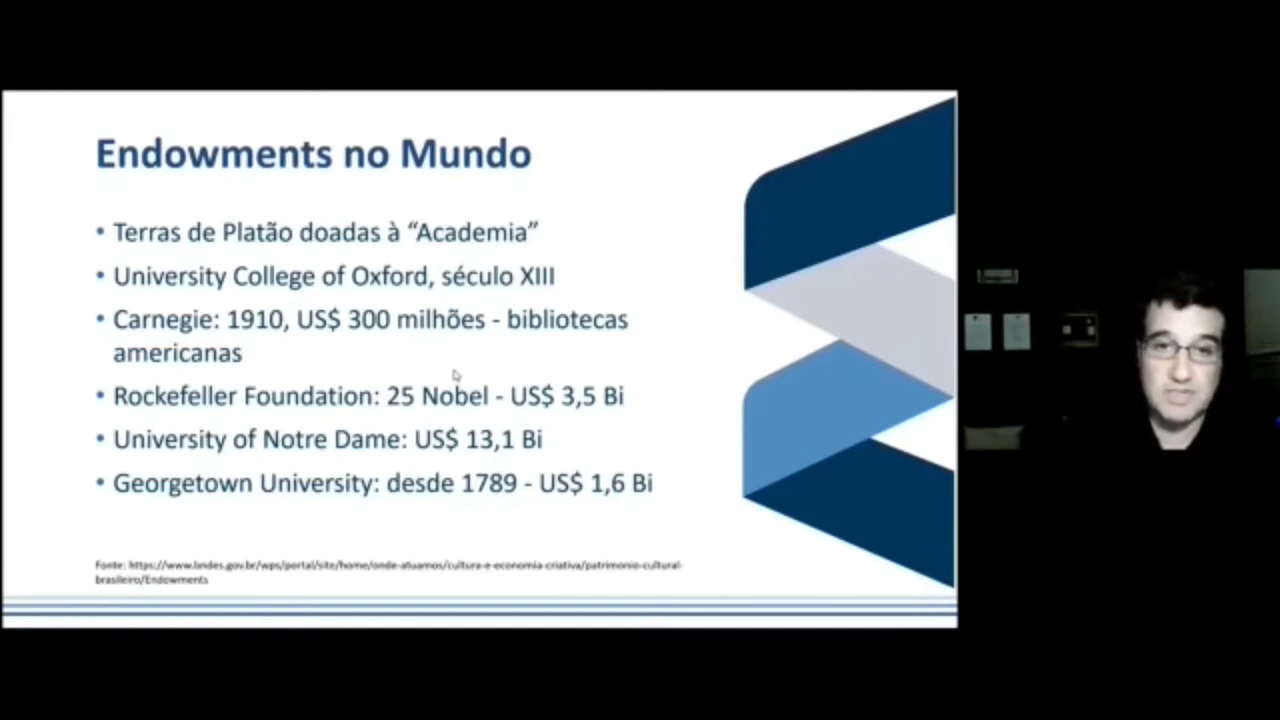 Endowments no Mundo
• Terras de Platão doadas à “Academia”
• University College of Oxford, século XIII
• Carnegie: 1910, US$ 300 milhões - bibliotecas
americanas
• Rockefeller Foundation: 25 Nobel - US$ 3,5 Bi
• University of Notre Dame: US$ 13,1 Bi
• Georgetown University: desde 1789 - US$ 1,6 Bi
Fonte: https://www.bndes.gov.br/wps/portal/site/home/onde-atuamos/cultura-e-economia-criativa/patrimonio-cultural-
brasileiro/Endowments